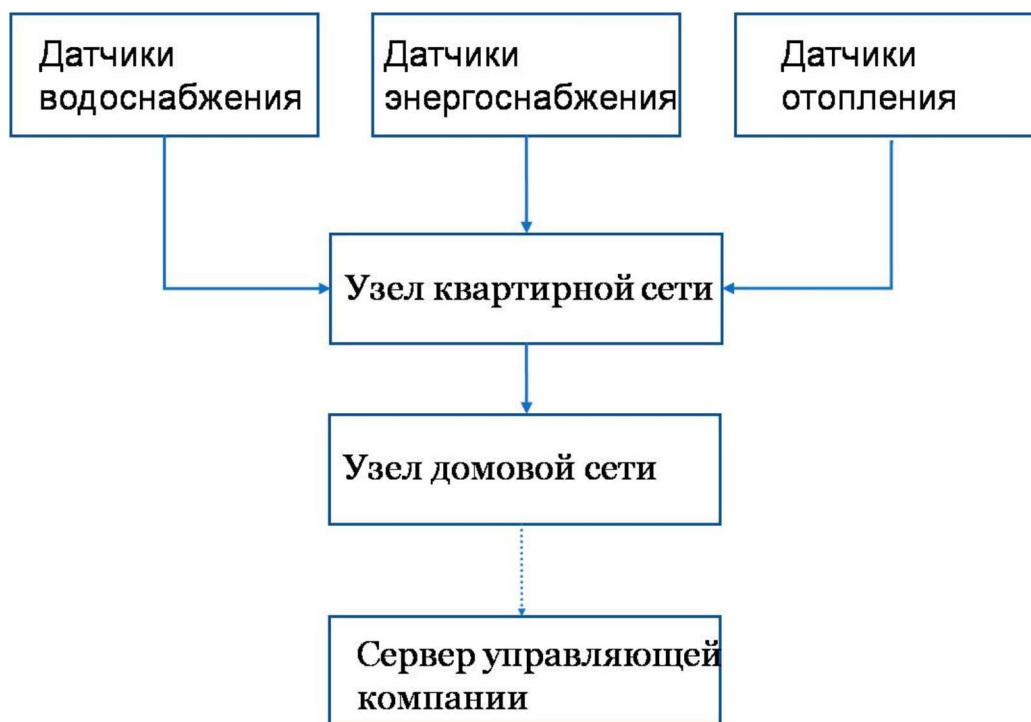 Датчики
водоснабжения
Датчики
энергоснабжения
Датчики
отопления
Узел квартирной сети
Узел домовой сети
Сервер управляющей
компании